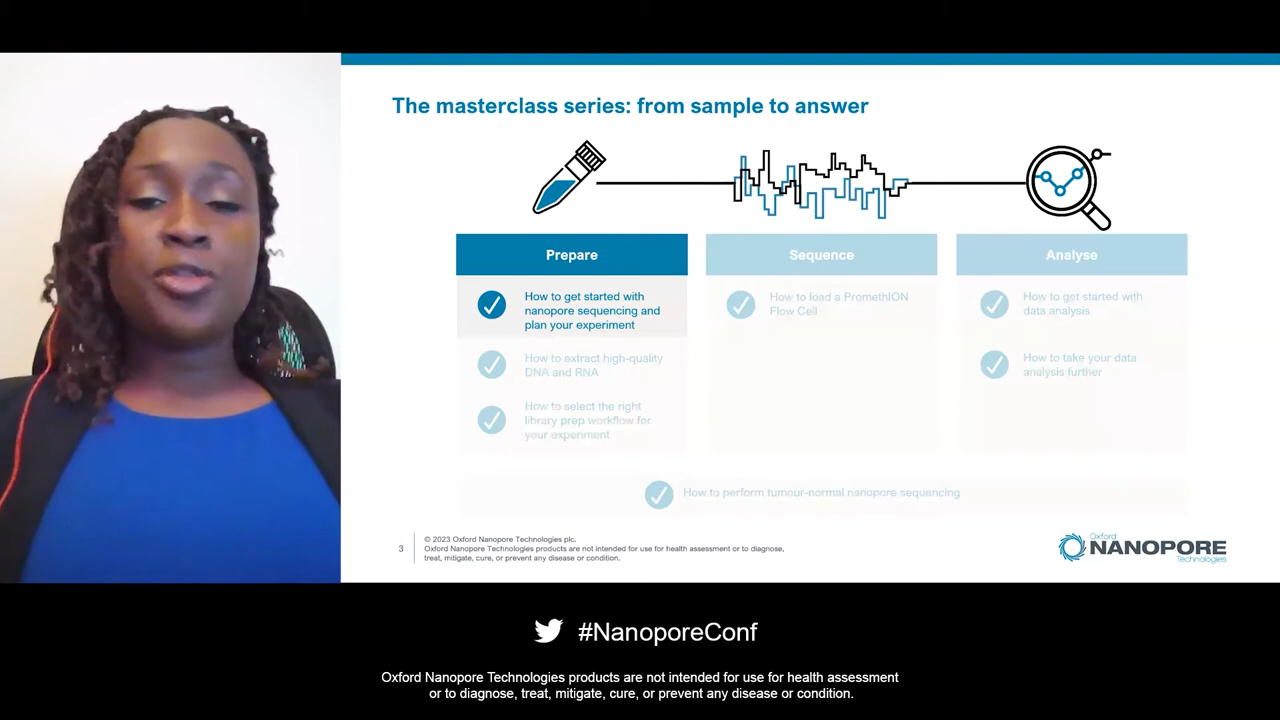 The masterclass series: from sample to answer
Prepare
How to get started with
nanopore sequencing and
plan your experiment
How to extract high-quality
DNA and RNA
How to select the right
library prep workflow for
your experiment
Sequence
How to load a PromethION
Flow Cell
Analyse
How to get started with
data analysis
How to take your data
analysis further
How to perform tumour-normal nanopore sequencing
3
© 2023 Oxford Nanopore Technologies plc.
Oxford Nanopore Technologies products are not intended for use for health assessment or to diagnose,
treat, mitigate, cure, or prevent any disease or condition.
Oxford
NANOPORE
Technologies
#NanoporeConf
Oxford Nanopore Technologies products are not intended for use for health assessment
or to diagnose, treat, mitigate, cure, or prevent any disease or condition.